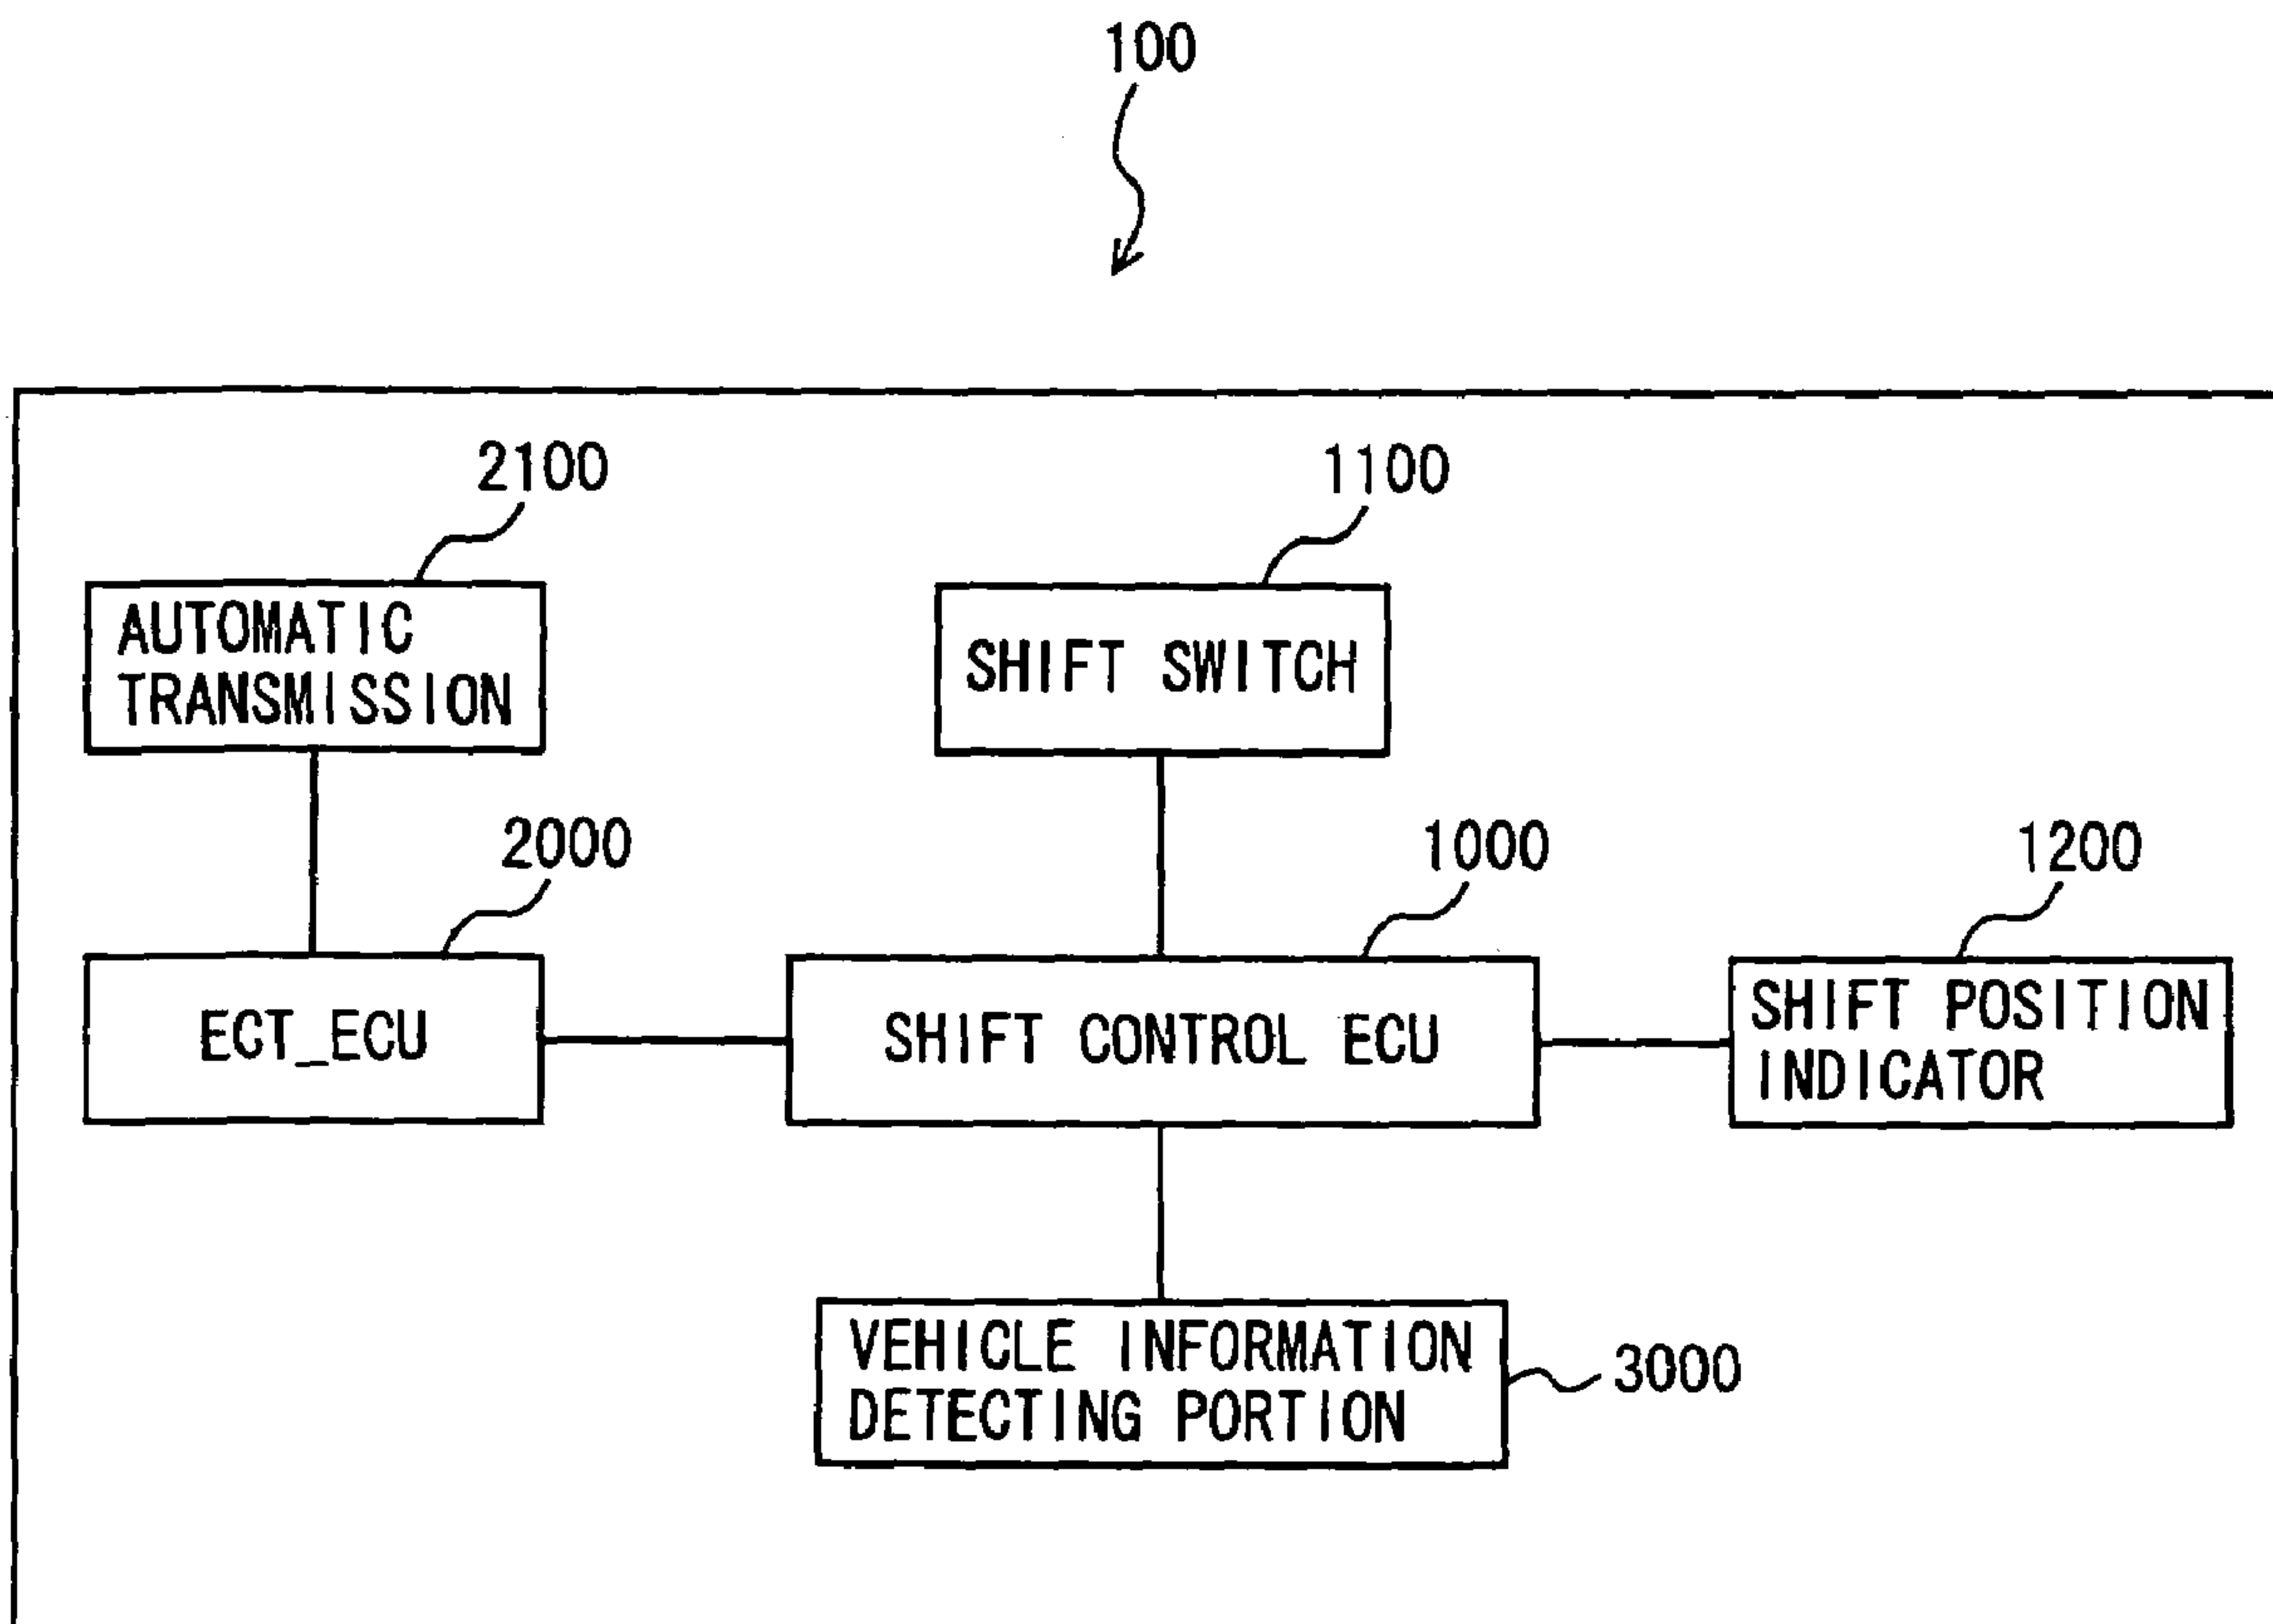 100
2100
1100
AUTOMATIC
TRANSMISSION
SHIFT SWITCH
2000
1000
1200
ECT_ECU
SHIFT CONTROL ECU
SHIFT POSITION
INDICATOR
VEHICLE INFORMATION
DETECTING PORTION
3000